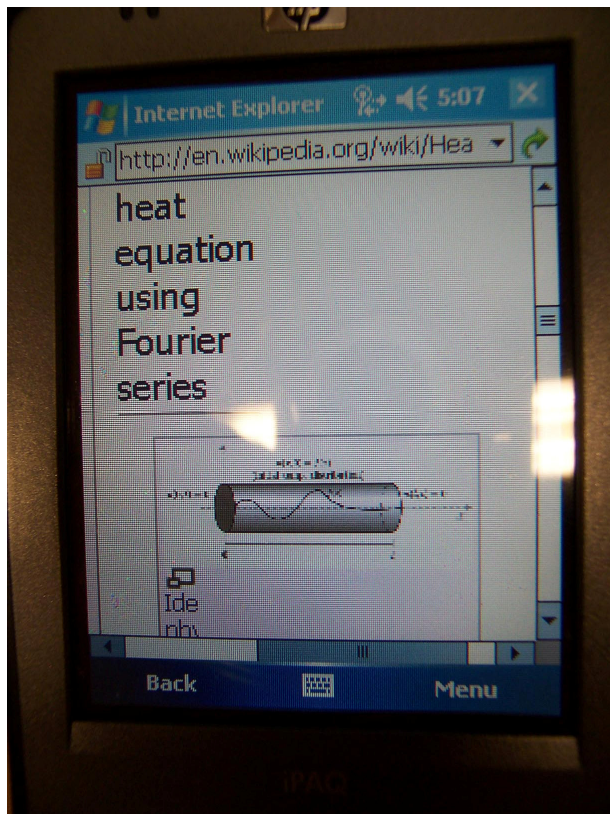 hp
Internet Explorer 5:07
http://en.wikipedia.org/wiki/Hea
heat
equation
using
Fourier
series
Ide
Back Menu
iPAQ